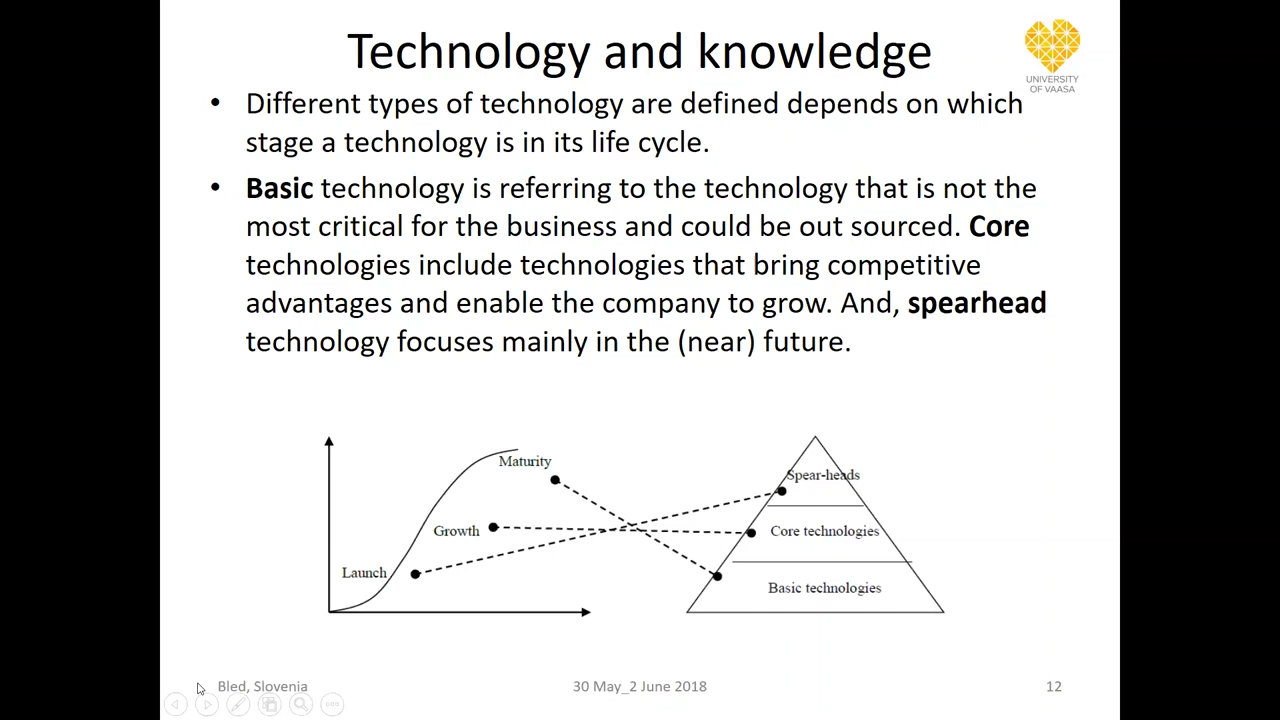 Technology and knowledge
UNIVERSITY
OF VAASA
• Different types of technology are defined depends on which
stage a technology is in its life cycle.
• Basic technology is referring to the technology that is not the
most critical for the business and could be out sourced. Core
technologies include technologies that bring competitive
advantages and enable the company to grow. And, spearhead
technology focuses mainly in the (near) future.
Maturity
Growth
Launch
Spear-heads
Core technologies
Basic technologies
Bled, Slovenia
30 May_2 June 2018
12